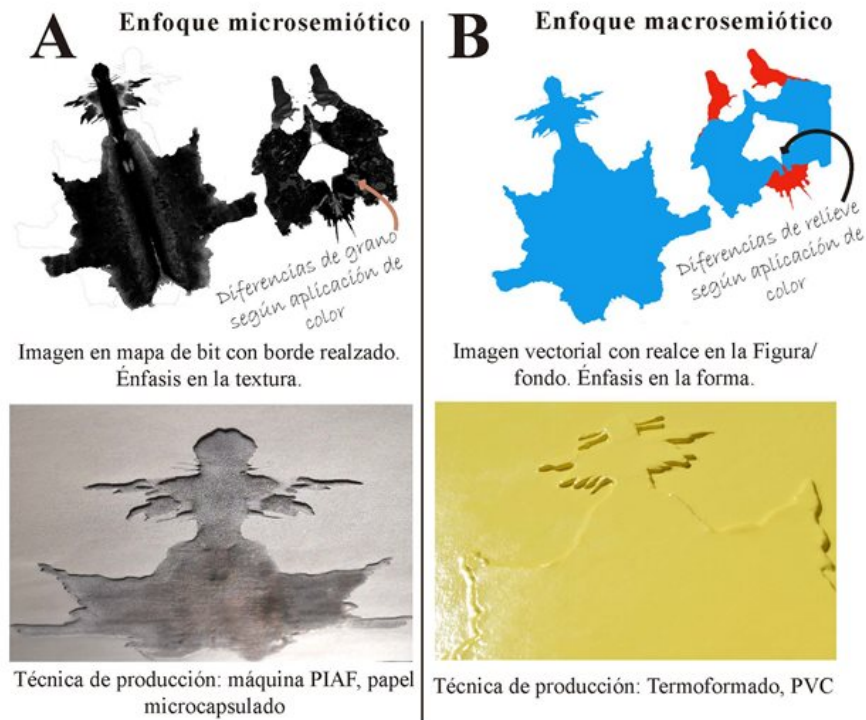 A
Enfoque microsemiótico
Diferencias de grano
según aplicación de
color
Imagen en mapa de bit con borde realzado.
Énfasis en la textura.
Técnica de producción: máquina PIAF, papel
microcapsulado
B
Enfoque macrosemiótico
Diferencias de relieve
según aplicación de
color
Imagen vectorial con realce en la Figura/
fondo. Énfasis en la forma.
Técnica de producción: Termoformado, PVC